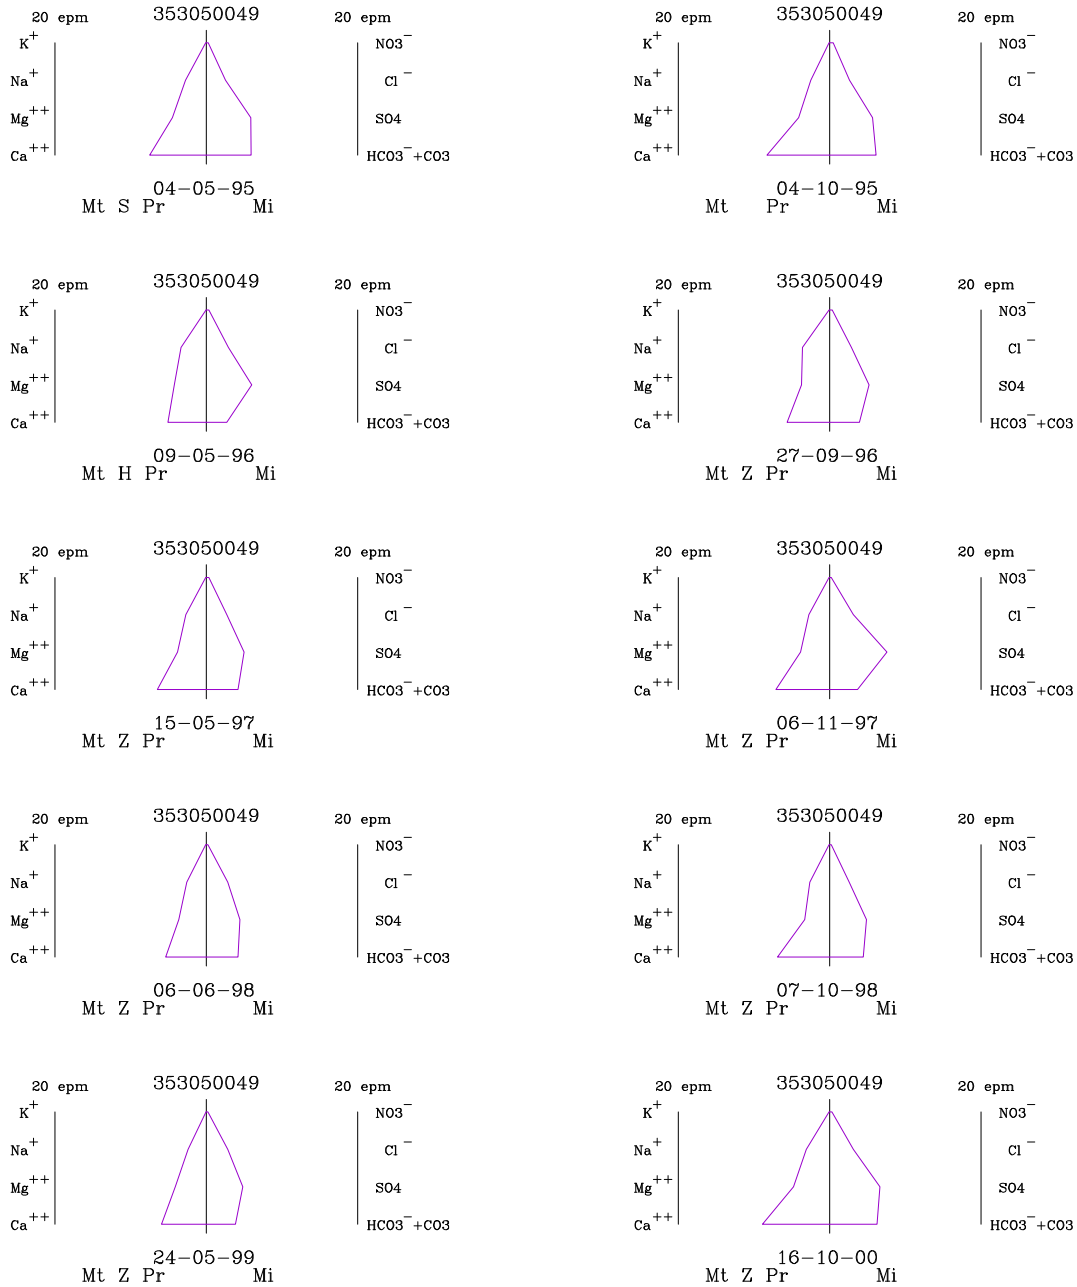 20 epm 353050049 20 epm
K+ NO3−
Na+ Cl−
Mg++ SO4
Ca++ HCO3−+CO3
04-05-95
Mt S Pr Mi
20 epm 353050049 20 epm
K+ NO3−
Na+ Cl−
Mg++ SO4
Ca++ HCO3−+CO3
04-10-95
Mt Pr Mi
20 epm 353050049 20 epm
K+ NO3−
Na+ Cl−
Mg++ SO4
Ca++ HCO3−+CO3
09-05-96
Mt H Pr Mi
20 epm 353050049 20 epm
K+ NO3−
Na+ Cl−
Mg++ SO4
Ca++ HCO3−+CO3
27-09-96
Mt Z Pr Mi
20 epm 353050049 20 epm
K+ NO3−
Na+ Cl−
Mg++ SO4
Ca++ HCO3−+CO3
15-05-97
Mt Z Pr Mi
20 epm 353050049 20 epm
K+ NO3−
Na+ Cl−
Mg++ SO4
Ca++ HCO3−+CO3
06-11-97
Mt Z Pr Mi
20 epm 353050049 20 epm
K+ NO3−
Na+ Cl−
Mg++ SO4
Ca++ HCO3−+CO3
06-06-98
Mt Z Pr Mi
20 epm 353050049 20 epm
K+ NO3−
Na+ Cl−
Mg++ SO4
Ca++ HCO3−+CO3
07-10-98
Mt Z Pr Mi
20 epm 353050049 20 epm
K+ NO3−
Na+ Cl−
Mg++ SO4
Ca++ HCO3−+CO3
24-05-99
Mt Z Pr Mi
20 epm 353050049 20 epm
K+ NO3−
Na+ Cl−
Mg++ SO4
Ca++ HCO3−+CO3
16-10-00
Mt Z Pr Mi